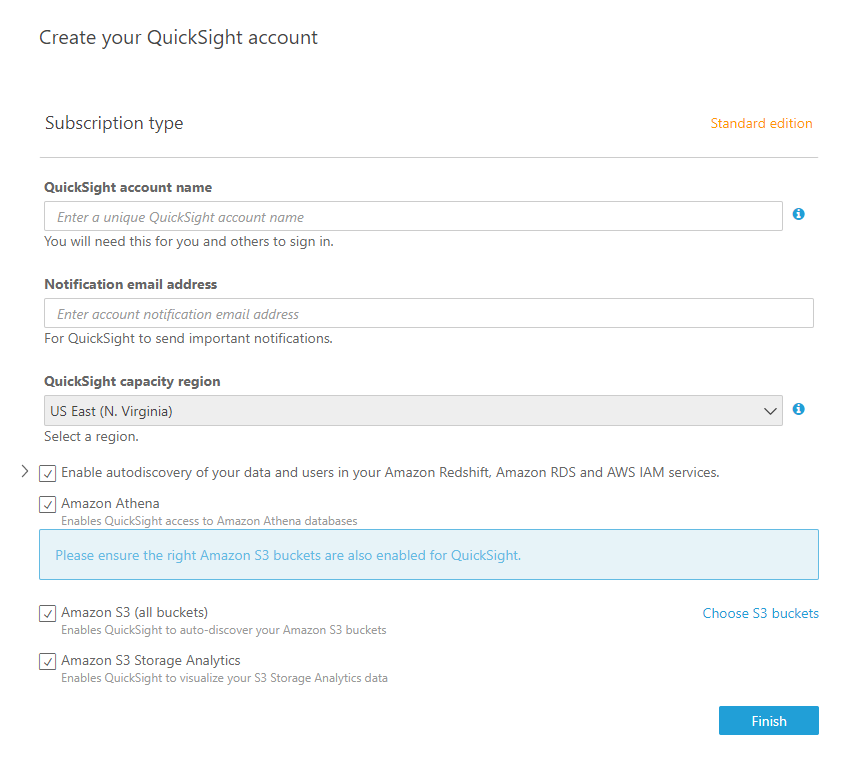 Create your QuickSight account
Subscription type
Standard edition
QuickSight account name
Enter a unique QuickSight account name
You will need this for you and others to sign in.
Notification email address
Enter account notification email address
For QuickSight to send important notifications.
QuickSight capacity region
US East (N. Virginia)
Select a region.
Enable autodiscovery of your data and users in your Amazon Redshift, Amazon RDS and AWS IAM services.
Amazon Athena
Enables QuickSight access to Amazon Athena databases
Please ensure the right Amazon S3 buckets are also enabled for QuickSight.
Amazon S3 (all buckets)
Choose S3 buckets
Enables QuickSight to auto-discover your Amazon S3 buckets
Amazon S3 Storage Analytics
Enables QuickSight to visualize your S3 Storage Analytics data
Finish